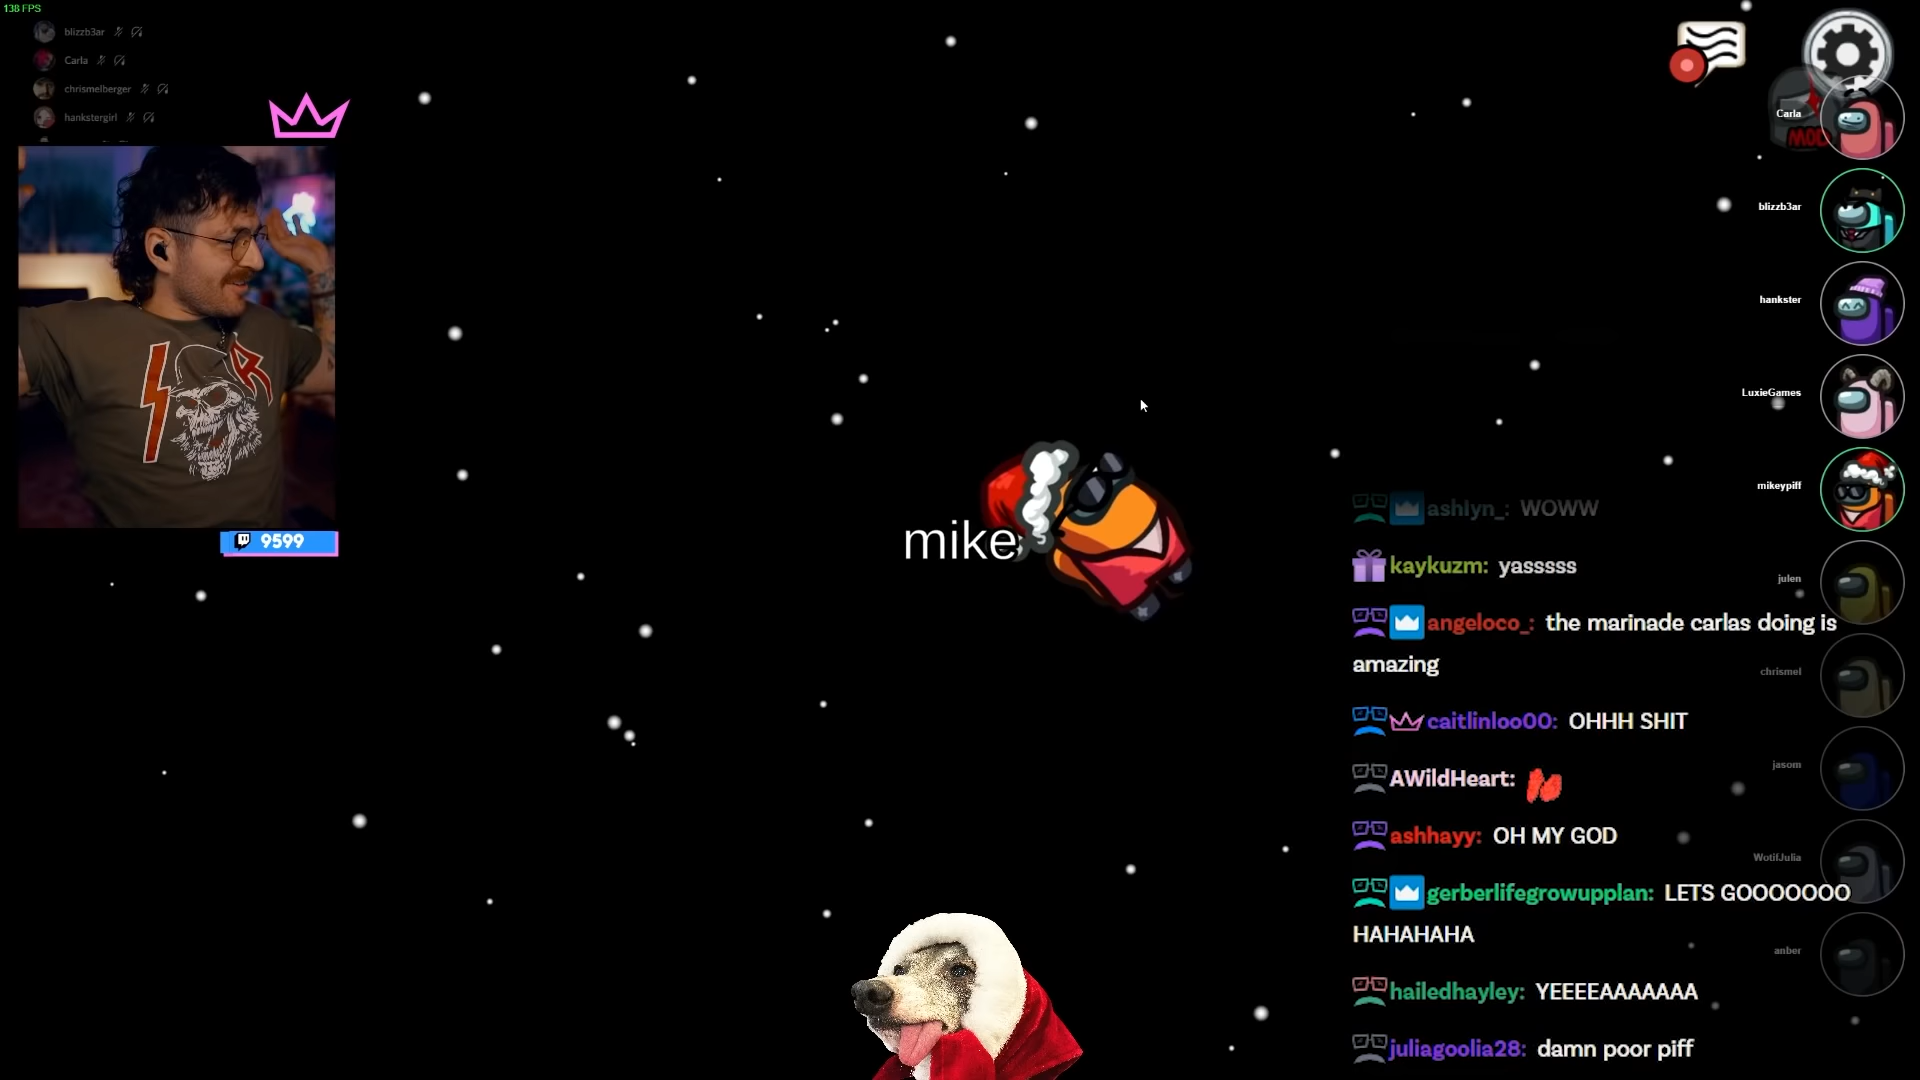 138 FPS
blizzb3ar
Carla
chrismelberger
hankstergirl
9599
mike
MOD
Carla
blizzb3ar
hankster
LuxieGames
mikeypiff
julen
chrismel
jasom
WotifJulia
anber
ashlyn_: WOWW
kaykuzm: yasssss
angeloco_: the marinade carlas doing is
amazing
caitlinloo00: OHHH SHIT
AWildHeart:
ashhayy: OH MY GOD
gerberlifegrowupplan: LETS GOOOOOOO
HAHAHAHA
hailedhayley: YEEEEAAAAAAA
juliagoolia28: damn poor piff